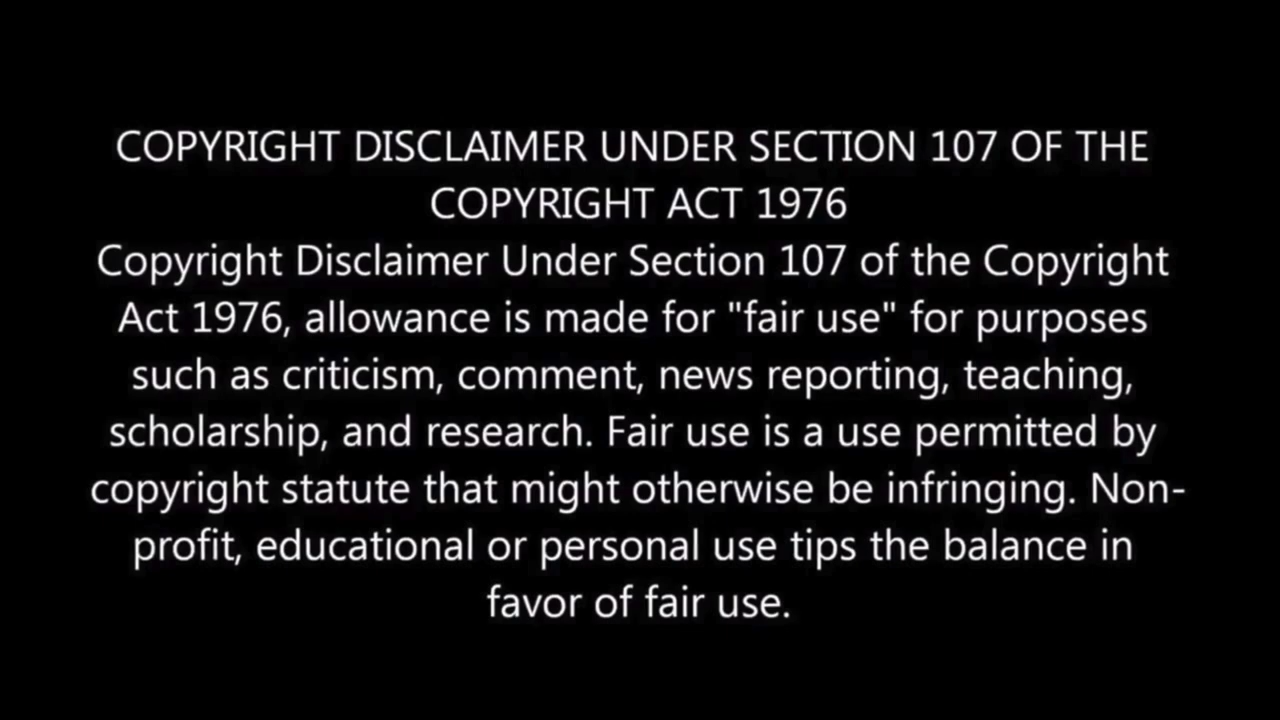 COPYRIGHT DISCLAIMER UNDER SECTION 107 OF THE
COPYRIGHT ACT 1976
Copyright Disclaimer Under Section 107 of the Copyright
Act 1976, allowance is made for "fair use" for purposes
such as criticism, comment, news reporting, teaching,
scholarship, and research. Fair use is a use permitted by
copyright statute that might otherwise be infringing. Non-
profit, educational or personal use tips the balance in
favor of fair use.